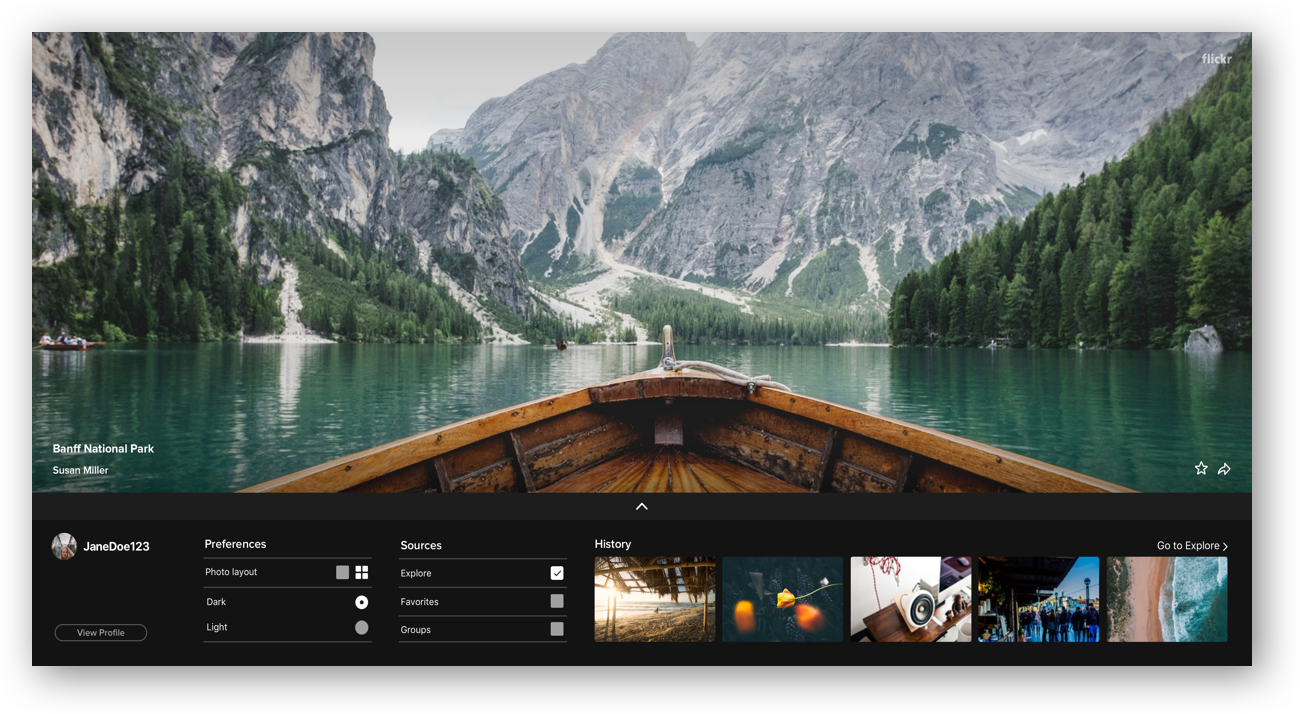 flickr
Banff National Park
Susan Miller
JaneDoe123
View Profile
Preferences
Photo layout
Dark
Light
Sources
Explore
Favorites
Groups
History
Go to Explore